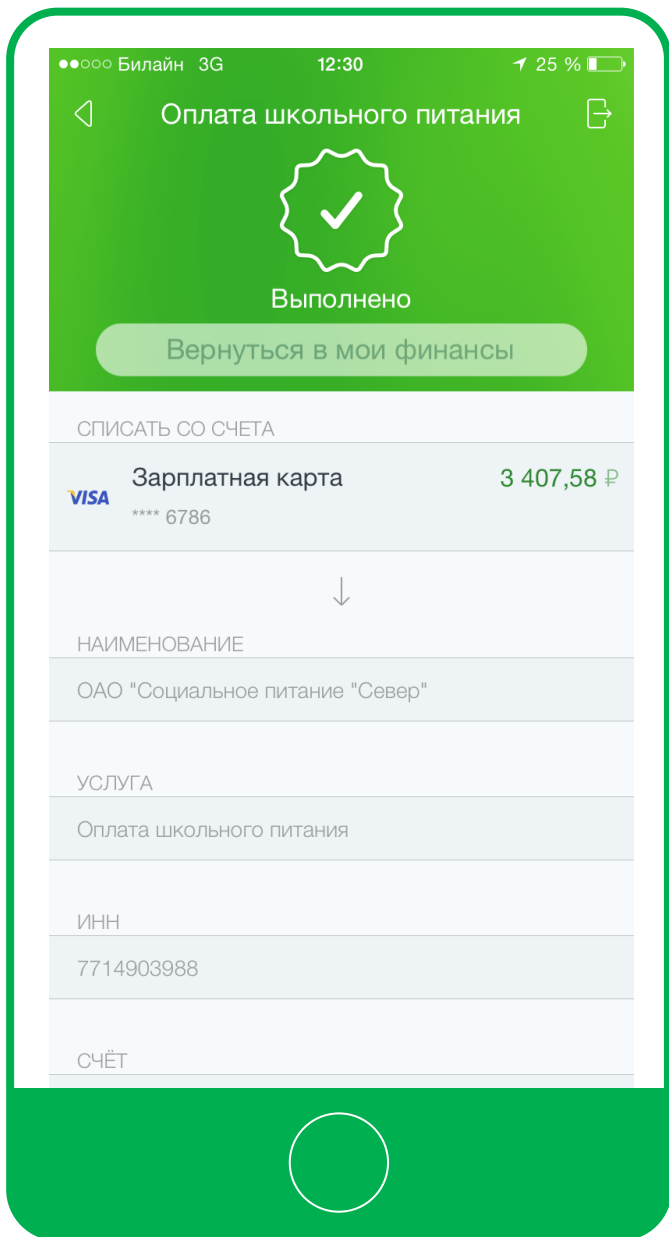 Билайн 3G 12:30 25 %
Оплата школьного питания
Выполнено
Вернуться в мои финансы
СПИСАТЬ СО СЧЕТА
Зарплатная карта 3 407,58 ₽
VISA
**** 6786
НАИМЕНОВАНИЕ
ОАО "Социальное питание "Север"
УСЛУГА
Оплата школьного питания
ИНН
7714903988
СЧЁТ